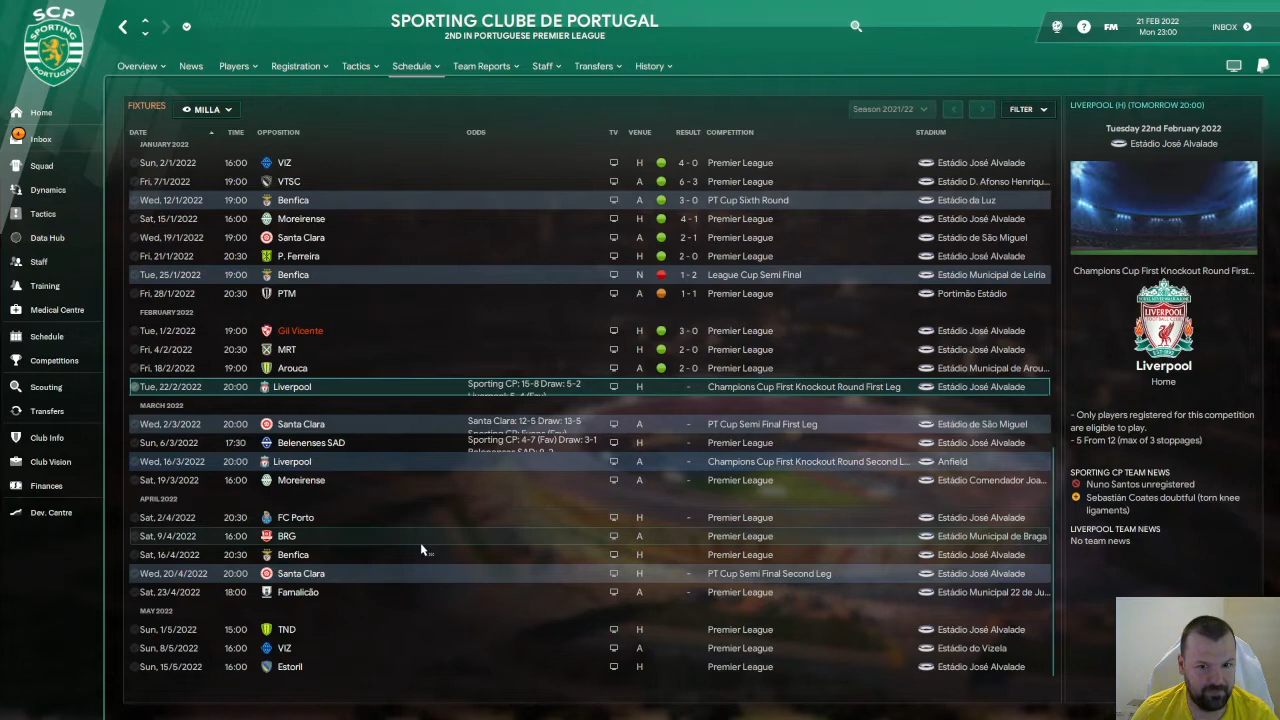 SCP
SPORTING
PORTUGAL
SPORTING CLUBE DE PORTUGAL
2ND IN PORTUGUESE PREMIER LEAGUE
?
FM
21 FEB 2022
Mon 23:00
INBOX
Overview
News
Players
Registration
Tactics
Schedule
Team Reports
Staff
Transfers
History
Home
Inbox
Squad
Dynamics
Tactics
Data Hub
Staff
Training
Medical Centre
Schedule
Competitions
Scouting
Transfers
Club Info
Club Vision
Finances
Dev. Centre
FIXTURES
MILLA
Season 2021/22
FILTER
DATE TIME OPPOSITION ODDS TV VENUE RESULT COMPETITION STADIUM
JANUARY 2022
Sun, 2/1/2022 16:00 VIZ H 4 - 0 Premier League Estádio José Alvalade
Fri, 7/1/2022 19:00 VTSC A 6 - 3 Premier League Estádio D. Afonso Henriqu...
Wed, 12/1/2022 19:00 Benfica A 3 - 0 PT Cup Sixth Round Estádio da Luz
Sat, 15/1/2022 16:00 Moreirense H 4 - 1 Premier League Estádio José Alvalade
Wed, 19/1/2022 19:00 Santa Clara A 2 - 1 Premier League Estádio de São Miguel
Fri, 21/1/2022 20:30 P. Ferreira H 2 - 0 Premier League Estádio José Alvalade
Tue, 25/1/2022 19:00 Benfica N 1 - 2 League Cup Semi Final Estádio Municipal de Leiria
Fri, 28/1/2022 20:30 PTM A 1 - 1 Premier League Portimão Estádio
FEBRUARY 2022
Tue, 1/2/2022 19:00 Gil Vicente H 3 - 0 Premier League Estádio José Alvalade
Fri, 4/2/2022 20:30 MRT H 2 - 0 Premier League Estádio José Alvalade
Fri, 18/2/2022 19:00 Arouca A 2 - 0 Premier League Estádio Municipal de Arou...
Tue, 22/2/2022 20:00 Liverpool Sporting CP: 15-8 Draw: 5-2 H - Champions Cup First Knockout Round First Leg Estádio José Alvalade
Liverpool: 5-4 (Fav)
MARCH 2022
Wed, 2/3/2022 20:00 Santa Clara Santa Clara: 12-5 Draw: 13-5 A - PT Cup Semi Final First Leg Estádio de São Miguel
Sporting CP: Evens (Fav)
Sun, 6/3/2022 17:30 Belenenses SAD Sporting CP: 4-7 (Fav) Draw: 3-1 H - Premier League Estádio José Alvalade
Wed, 16/3/2022 20:00 Liverpool A - Champions Cup First Knockout Round Second L... Anfield
Sat, 19/3/2022 16:00 Moreirense A - Premier League Estádio Comendador Joa...
APRIL 2022
Sat, 2/4/2022 20:30 FC Porto H - Premier League Estádio José Alvalade
Sat, 9/4/2022 16:00 BRG A - Premier League Estádio Municipal de Braga
Sat, 16/4/2022 20:30 Benfica H - Premier League Estádio José Alvalade
Wed, 20/4/2022 20:00 Santa Clara H - PT Cup Semi Final Second Leg Estádio José Alvalade
Sat, 23/4/2022 18:00 Famalicão A - Premier League Estádio Municipal 22 de Ju...
MAY 2022
Sun, 1/5/2022 15:00 TND H - Premier League Estádio José Alvalade
Sun, 8/5/2022 16:00 VIZ A - Premier League Estádio do Vizela
Sun, 15/5/2022 16:00 Estoril H - Premier League Estádio José Alvalade
LIVERPOOL (H) (TOMORROW 20:00)
Tuesday 22nd February 2022
Estádio José Alvalade
Champions Cup First Knockout Round First...
LIVERPOOL
Liverpool
Home
- Only players registered for this competition
are eligible to play.
- 5 From 12 (max of 3 stoppages)
SPORTING CP TEAM NEWS
Nuno Santos unregistered
Sebastián Coates doubtful (torn knee
ligaments)
LIVERPOOL TEAM NEWS
No team news